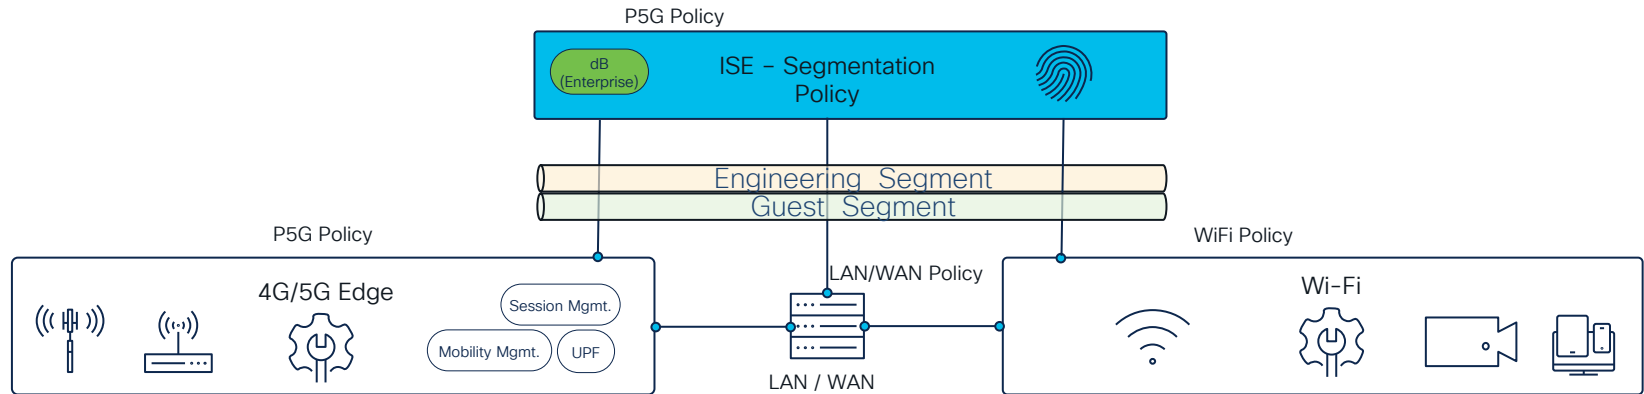 P5G Policy
dB
(Enterprise)
ISE – Segmentation
Policy
Engineering Segment
Guest Segment
P5G Policy
WiFi Policy
LAN/WAN Policy
4G/5G Edge
Session Mgmt.
Mobility Mgmt.
UPF
Wi-Fi
LAN / WAN